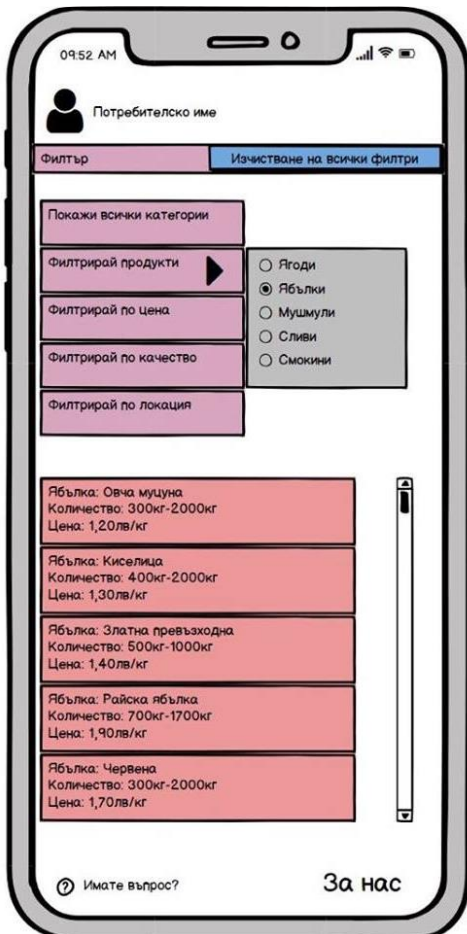 09:52 AM
Потребителско име
Филтър
Изчистване на всички филтри
Покажи всички категории
Филтрирай продукти
Ягоди
Ябълки
Мушмули
Сливи
Смокини
Филтрирай по цена
Филтрирай по качество
Филтрирай по локация
Ябълка: Овча муцуна
Количество: 300кг-2000кг
Цена: 1,20лв/кг
Ябълка: Киселица
Количество: 400кг-2000кг
Цена: 1,30лв/кг
Ябълка: Златна превъзходна
Количество: 500кг-1000кг
Цена: 1,40лв/кг
Ябълка: Райска ябълка
Количество: 700кг-1700кг
Цена: 1,90лв/кг
Ябълка: Червена
Количество: 300кг-2000кг
Цена: 1,70лв/кг
? Имате въпрос?
За нас